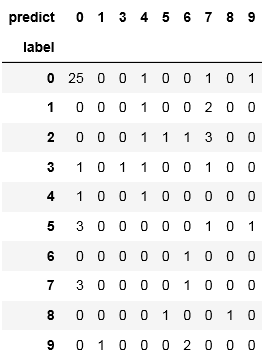 predict 0 1 3 4 5 6 7 8 9
label
0 25 0 0 1 0 0 1 0 1
1 0 0 0 1 0 0 2 0 0
2 0 0 0 1 1 1 3 0 0
3 1 0 1 1 0 0 1 0 0
4 1 0 0 1 0 0 0 0 0
5 3 0 0 0 0 0 1 0 1
6 0 0 0 0 0 1 0 0 0
7 3 0 0 0 0 1 0 0 0
8 0 0 0 0 1 0 0 1 0
9 0 1 0 0 0 2 0 0 0